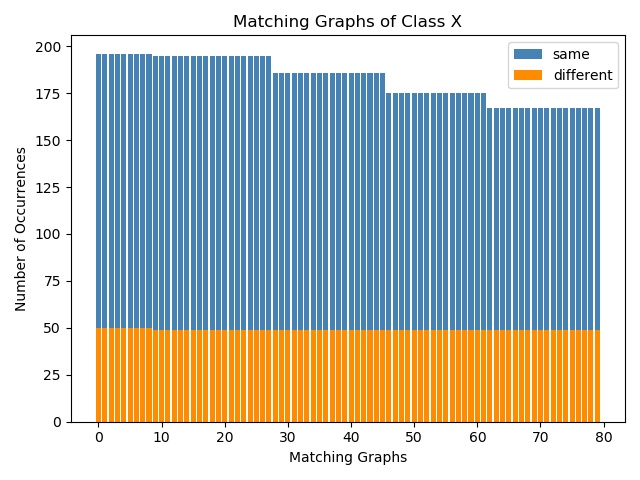 Matching Graphs of Class X
same
different
Number of Occurrences
200
175
150
125
100
75
50
25
0
0 10 20 30 40 50 60 70 80
Matching Graphs